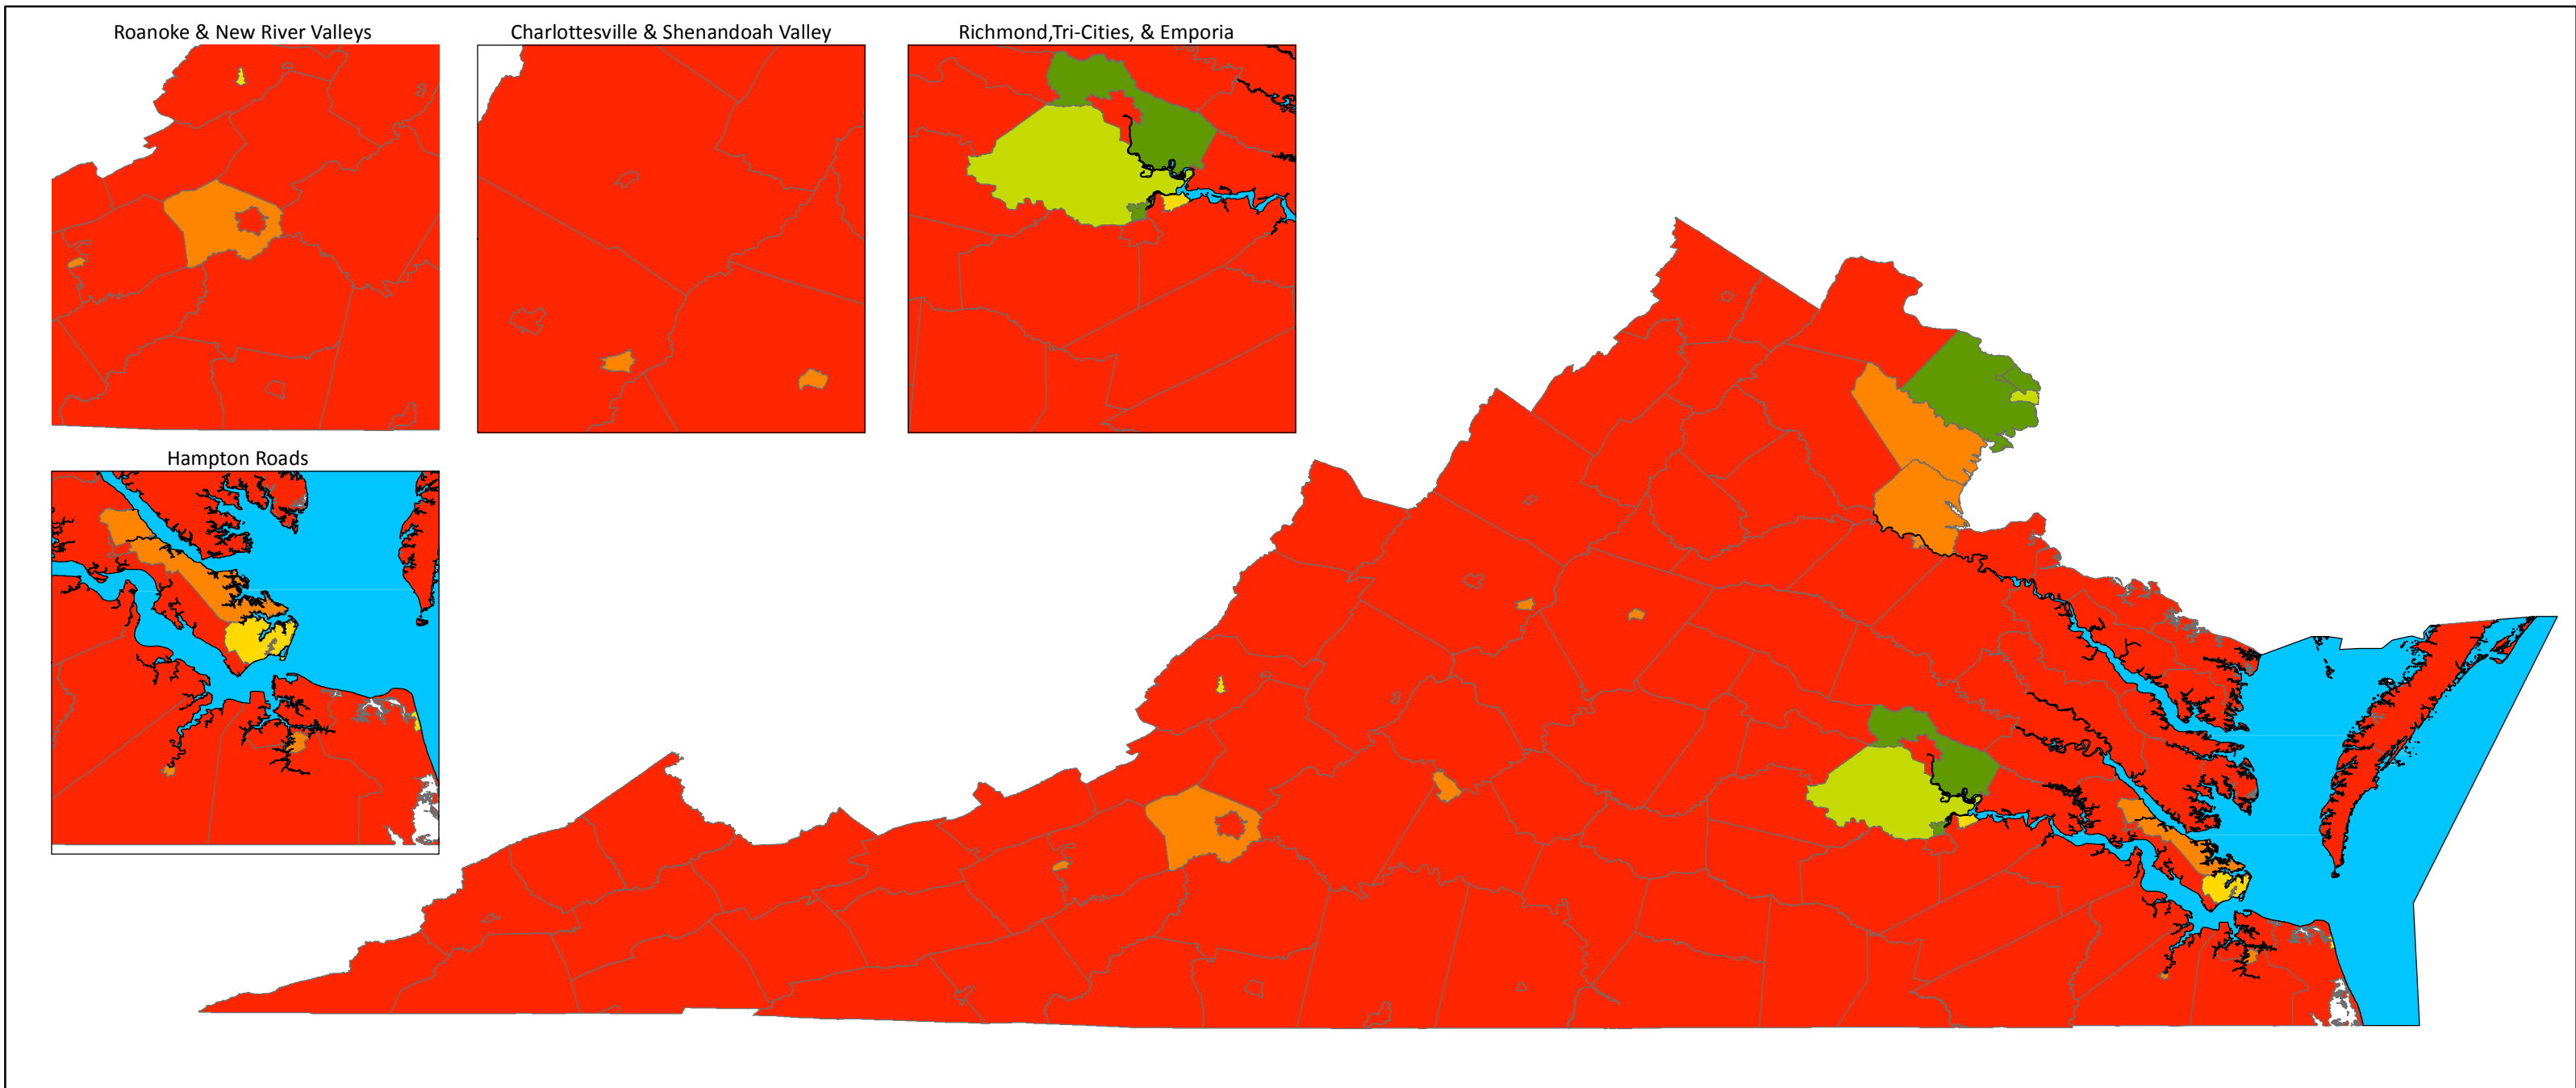 Roanoke & New River Valleys
Charlottesville & Shenandoah Valley
Richmond,Tri-Cities, & Emporia
Hampton Roads